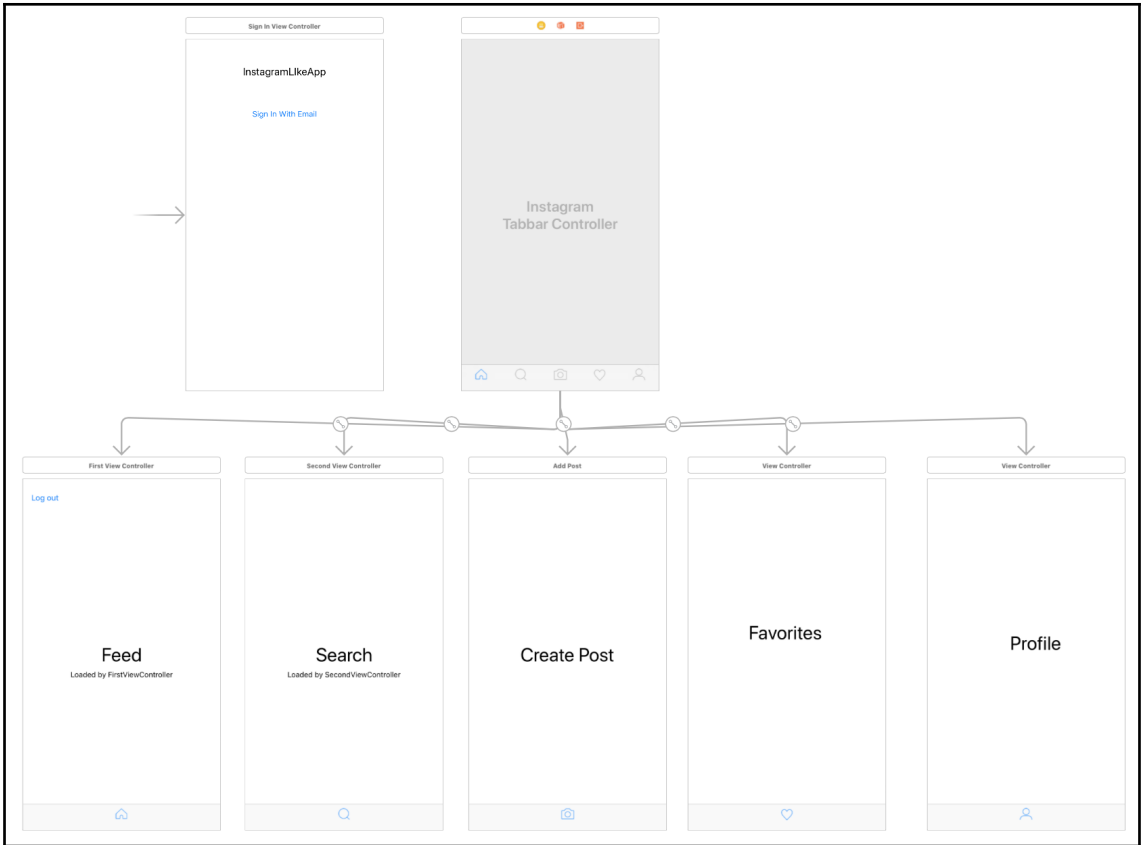 Sign In View Controller
InstagramLIkeApp
Sign In With Email
Instagram
Tabbar Controller
First View Controller
Second View Controller
Add Post
View Controller
View Controller
Log out
Feed
Loaded by FirstViewController
Search
Loaded by SecondViewController
Create Post
Favorites
Profile